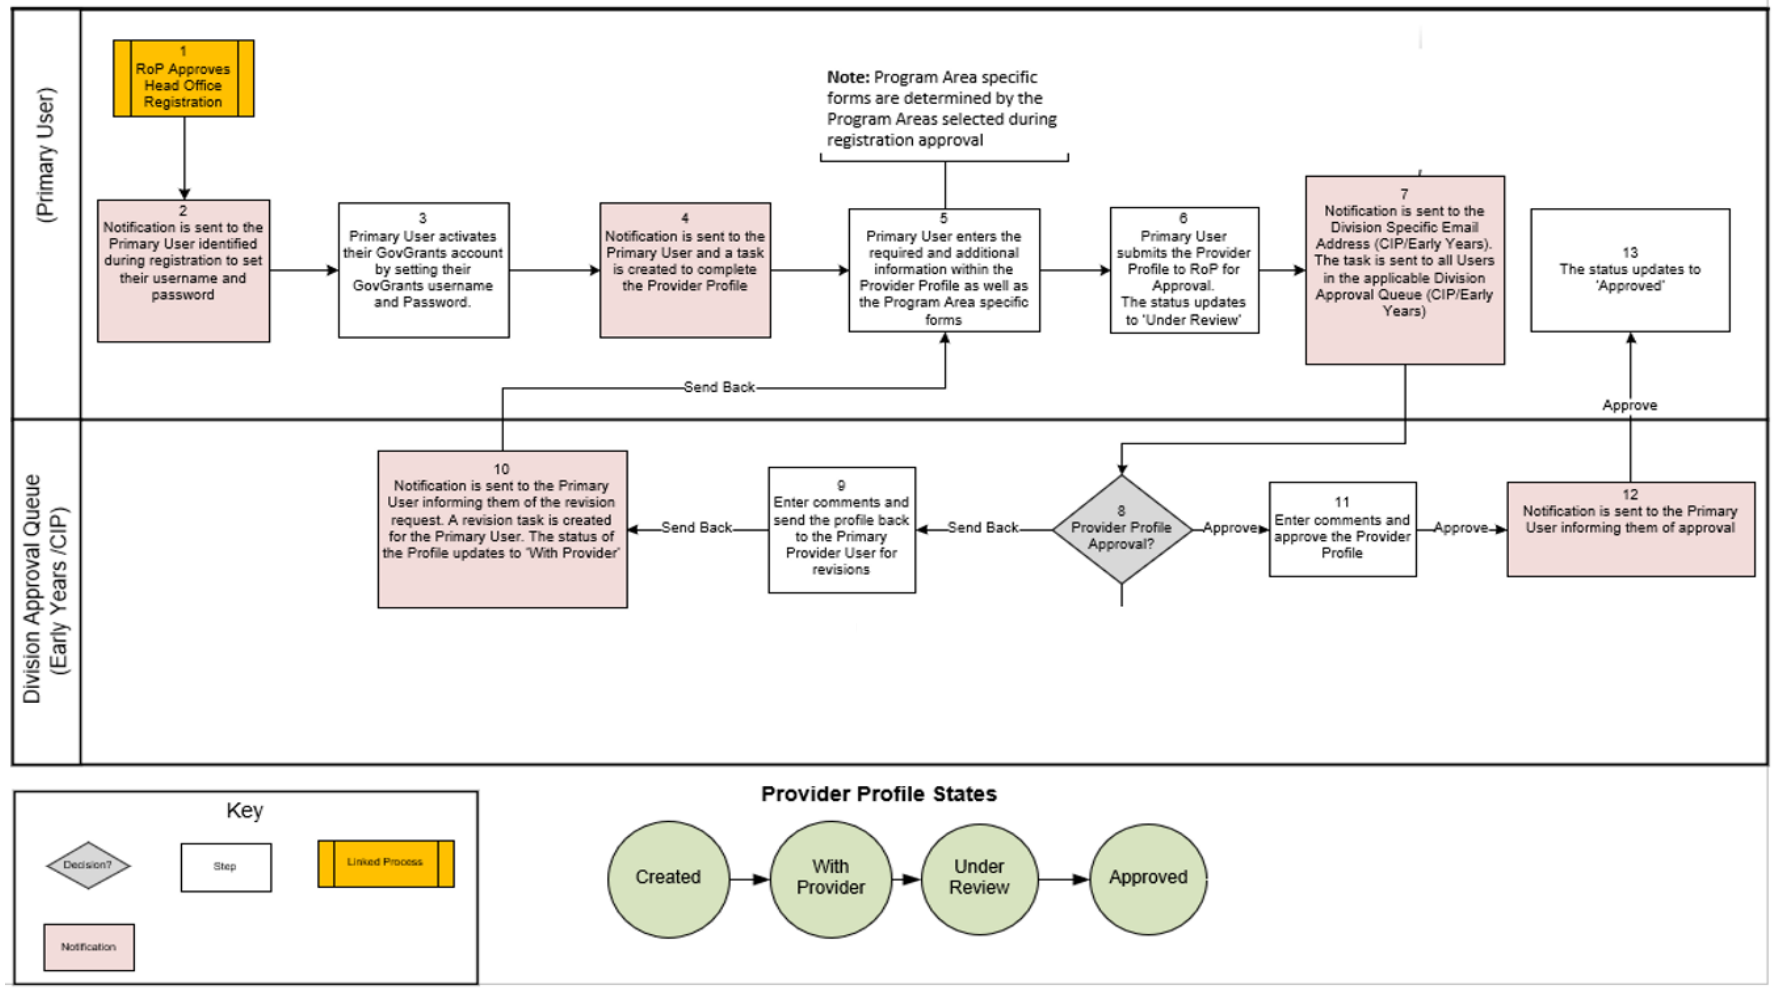 (Primary User)
1
RoP Approves
Head Office
Registration
2
Notification is sent to the
Primary User identified
during registration to set
their username and
password
3
Primary User activates
their GovGrants account
by setting their
GovGrants username
and Password.
4
Notification is sent to the
Primary User and a task
is created to complete
the Provider Profile
Note: Program Area specific
forms are determined by the
Program Areas selected during
registration approval
5
Primary User enters the
required and additional
information within the
Provider Profile as well as
the Program Area specific
forms
6
Primary User
submits the Provider
Profile to RoP for
Approval.
The status updates
to 'Under Review'
7
Notification is sent to the
Division Specific Email
Address (CIP/Early Years).
The task is sent to all Users
in the applicable Division
Approval Queue (CIP/Early
Years)
13
The status updates to
'Approved'
Send Back
Approve
Division Approval Queue
(Early Years /CIP)
10
Notification is sent to the Primary
User informing them of the revision
request. A revision task is created
for the Primary User. The status of
the Profile updates to 'With Provider'
Send Back
9
Enter comments and
send the profile back
to the Primary
Provider User for
revisions
Send Back
8
Provider Profile
Approval?
Approve
11
Enter comments and
approve the Provider
Profile
Approve
12
Notification is sent to the Primary
User informing them of approval
Key
Decision?
Step
Linked Process
Notification
Provider Profile States
Created
With
Provider
Under
Review
Approved